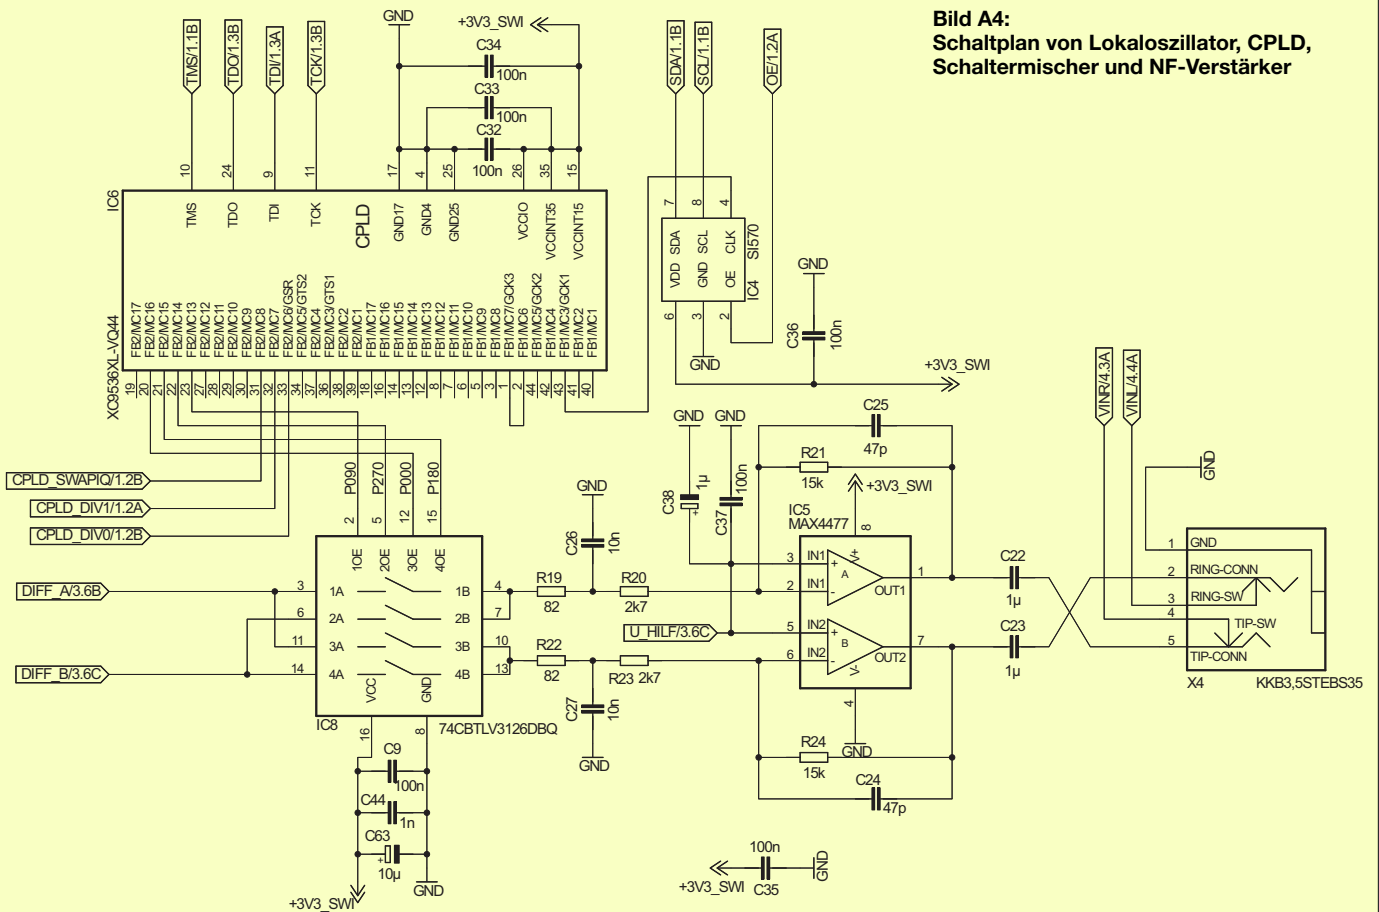 Bild A4:
Schaltplan von Lokaloszillator, CPLD,
Schaltermischer und NF-Verstärker
TMS/1.1B
TDO/1.3B
TDI/1.3A
TCK/1.3B
GND
+3V3_SWI
C34
100n
C33
100n
C32
100n
SDA/1.1B
SCL/1.1B
OE/1.2A
10
24
9
11
17
4
25
26
35
15
IC6
TMS
TDO
TDI
TCK
CPLD
GND17
GND4
GND25
VCCIO
VCCINT35
VCCINT15
XC9536XL-VQ44
FB2/MC17
FB2/MC16
FB2/MC15
FB2/MC14
FB2/MC13
FB2/MC12
FB2/MC11
FB2/MC10
FB2/MC9
FB2/MC8
FB2/MC7
FB2/MC6/GSR
FB2/MC5/GTS2
FB2/MC4
FB2/MC3/GTS1
FB2/MC2
FB2/MC1
FB1/MC17
FB1/MC16
FB1/MC15
FB1/MC14
FB1/MC13
FB1/MC12
FB1/MC11
FB1/MC10
FB1/MC9
FB1/MC8
FB1/MC7/GCK3
FB1/MC6
FB1/MC5/GCK2
FB1/MC4
FB1/MC3/GCK1
FB1/MC2
FB1/MC1
19
20
21
22
23
27
28
29
30
31
32
33
34
37
36
38
39
18
16
14
13
12
8
7
6
5
3
1
2
44
42
43
41
40
7
8
4
VDD SDA
GND SCL
OE CLK
SI570
IC4
6
3
2
GND
GND
C36
100n
+3V3_SWI
CPLD_SWAPIQ/1.2B
CPLD_DIV1/1.2A
CPLD_DIV0/1.2B
P090
P270
P000
P180
2
5
12
15
1OE
2OE
3OE
4OE
DIFF_A/3.6B
DIFF_B/3.6C
3
6
11
14
1A
2A
3A
4A
1B
2B
3B
4B
4
7
10
13
VCC
GND
IC8
74CBTLV3126DBQ
16
8
C9
100n
C44
1n
C63
+
10µ
+3V3_SWI
GND
GND
C26
10n
R19
82
R20
2k7
R22
82
R23 2k7
C27
10n
GND
U_HILF/3.6C
GND
GND
C38
1µ
+
C37
100n
C25
47p
R21
15k
+3V3_SWI
IC5
MAX4477
8
3
2
5
6
IN1
IN1
IN2
IN2
+
-
+
-
A
B
V+
V-
OUT1
OUT2
1
7
4
GND
R24
15k
C24
47p
C22
1µ
C23
1µ
VINR/4.3A
VINL/4.4A
GND
1
2
3
4
5
GND
RING-CONN
RING-SW
TIP-SW
TIP-CONN
X4
KKB3,5STEBS35
100n
+3V3_SWI
C35
GND